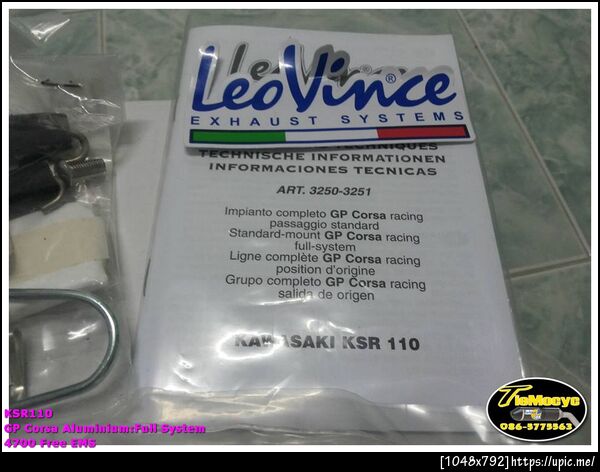 LeoVince®
EXHAUST SYSTEMS
TECHNISCHE INFORMATIONEN
INFORMACIONES TECNICAS
ART. 3250-3251
Impianto completo GP Corsa racing
passaggio standard
Standard-mount GP Corsa racing
full-system
Ligne complète GP Corsa racing
position d'origine
Grupo completo GP Corsa racing
salida de origen
KAWASAKI KSR 110
KSR110
GP Corsa Aluminium:Full System
4700 Free EMS
TleMocyc
086-3775563
[1048x792]https://upic.me/